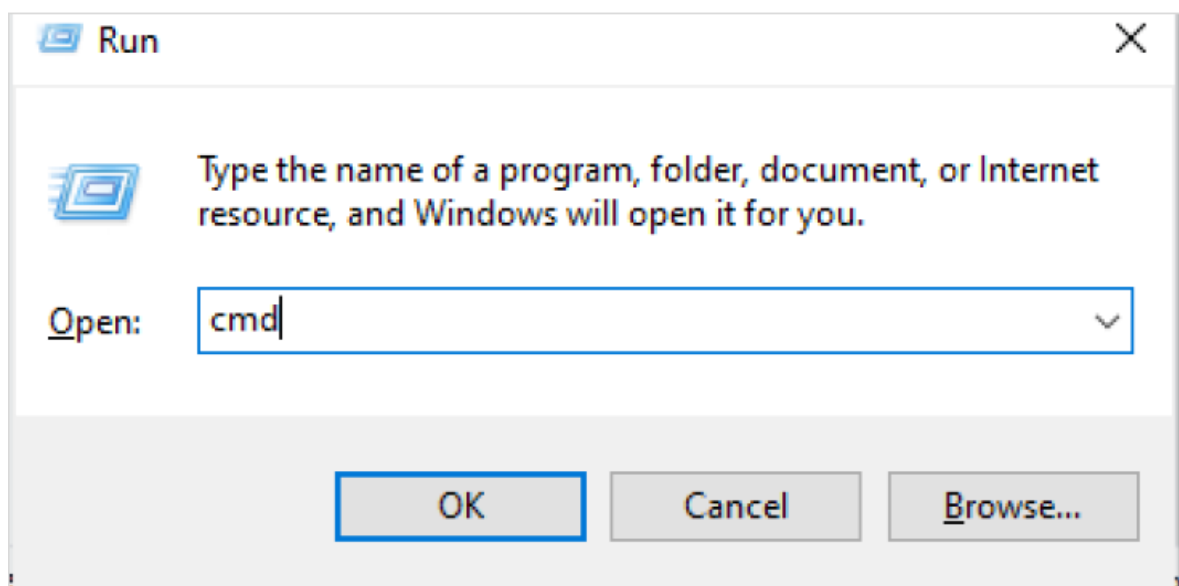 Run
Type the name of a program, folder, document, or Internet
resource, and Windows will open it for you.
Open: cmd
OK Cancel Browse...